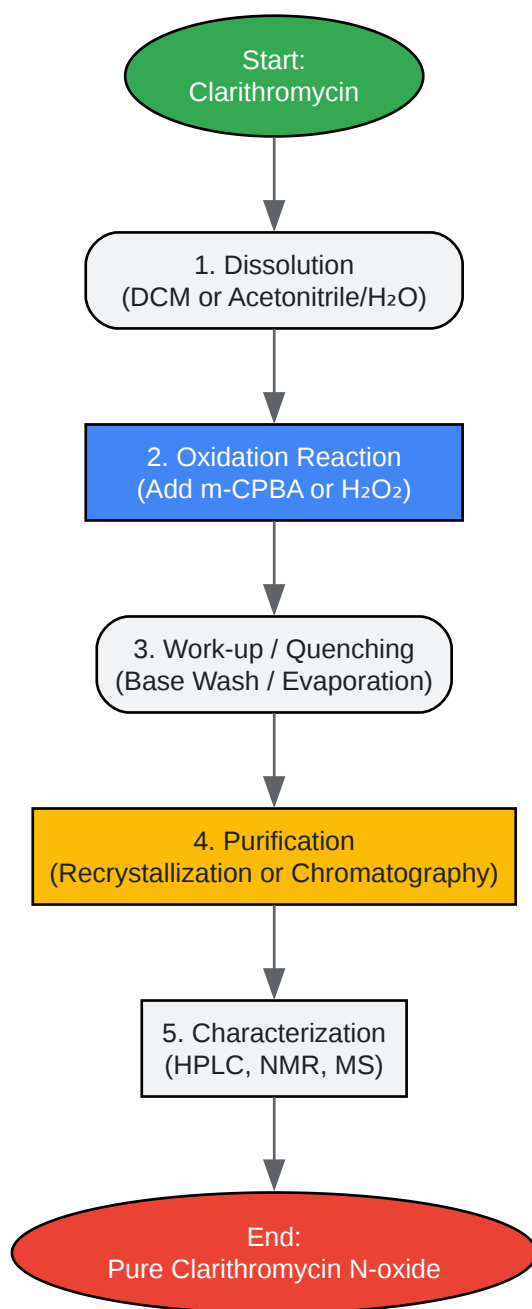 Start:
Clarithromycin
1. Dissolution
(DCM or Acetonitrile/H₂O)
2. Oxidation Reaction
(Add m-CPBA or H₂O₂)
3. Work-up / Quenching
(Base Wash / Evaporation)
4. Purification
(Recrystallization or Chromatography)
5. Characterization
(HPLC, NMR, MS)
End:
Pure Clarithromycin N-oxide